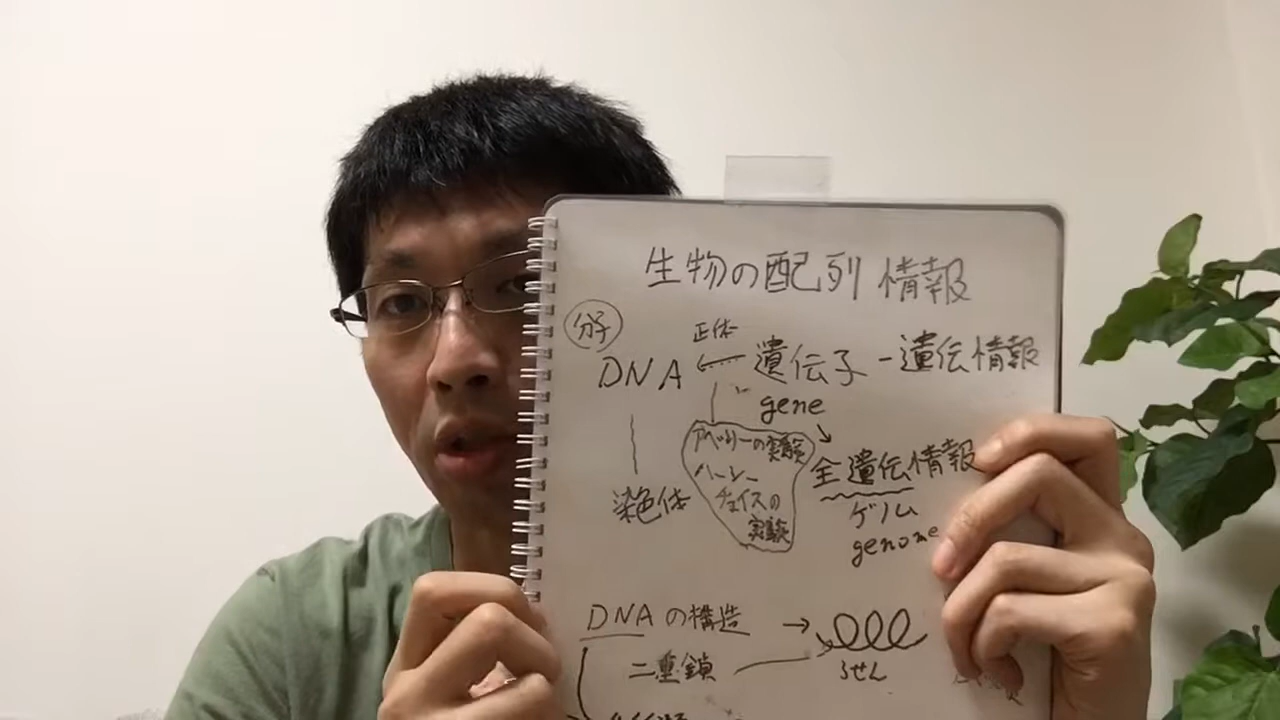 生物の配列情報
分子
正体
DNA ← 遺伝子 - 遺伝情報
gene
アベリーの実験
ハーシー
チェイスの
実験
全遺伝情報
ゲノム
genome
染色体
DNAの構造 →
二重鎖
らせん